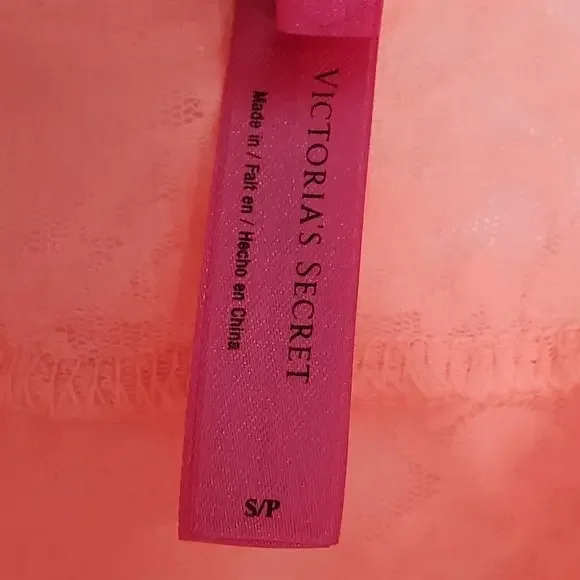 VICTORIA'S SECRET
Made in / Fait en / Hecho en China
S/P